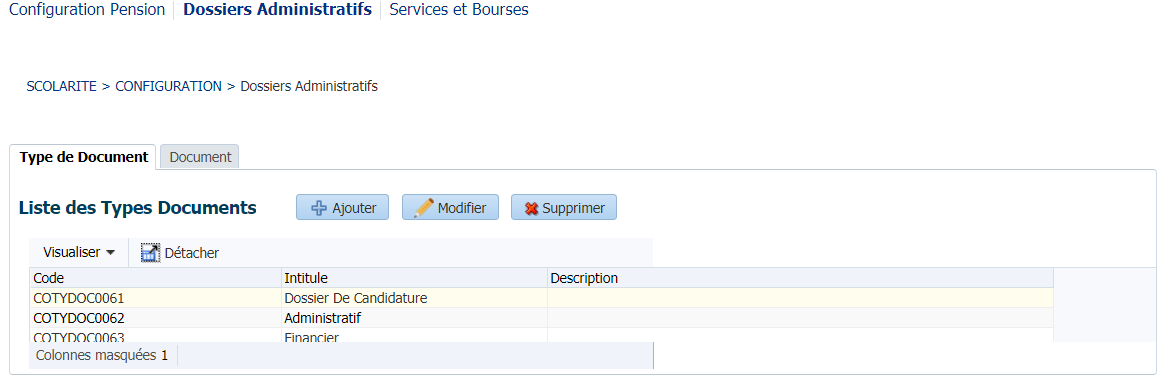 Configuration Pension Dossiers Administratifs Services et Bourses
SCOLARITE > CONFIGURATION > Dossiers Administratifs
Type de Document Document
Liste des Types Documents Ajouter Modifier Supprimer
Visualiser Détacher
Code Intitule Description
COTYDOC0061 Dossier De Candidature
COTYDOC0062 Administratif
COTYDOC0063 Financier
Colonnes masquées 1